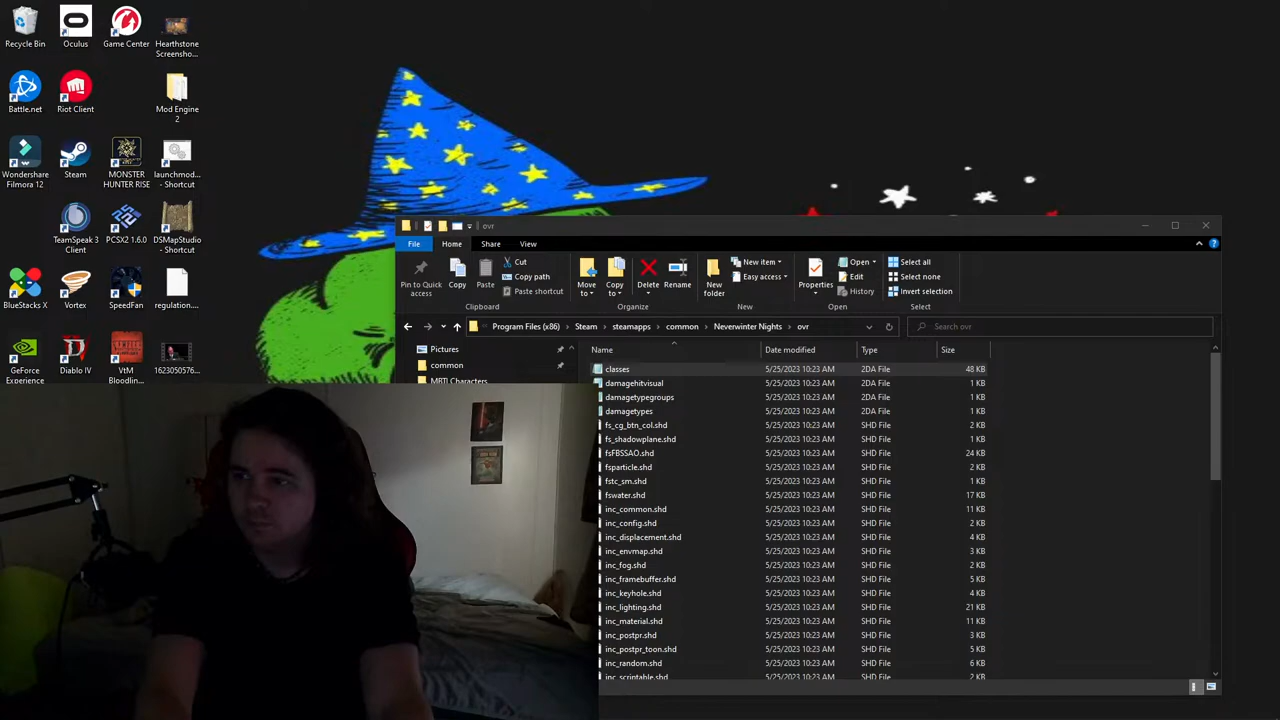 Recycle Bin
Oculus
Game Center
Hearthstone
Screensho...
Battle.net
Riot Client
Mod Engine
2
Wondershare
Filmora 12
Steam
MONSTER
HUNTER RISE
launchmod...
- Shortcut
TeamSpeak 3
Client
PCSX2 1.6.0
DSMapStudio
- Shortcut
BlueStacks X
Vortex
SpeedFan
regulation....
GeForce
Experience
Diablo IV
VtM
Bloodlin...
1623050576...
ovr
File Home Share View
Pin to Quick
access
Copy
Paste
Cut
Copy path
Paste shortcut
Clipboard
Move
to
Copy
to
Delete
Rename
Organize
New
folder
New item
Easy access
New
Properties
Open
Edit
History
Open
Select all
Select none
Invert selection
Select
Program Files (x86) Steam steamapps common Neverwinter Nights ovr
Search ovr
Pictures
common
MRTI Characters
Name Date modified Type Size
classes 5/25/2023 10:23 AM 2DA File 48 KB
damagehitvisual 5/25/2023 10:23 AM 2DA File 1 KB
damagetypegroups 5/25/2023 10:23 AM 2DA File 1 KB
damagetypes 5/25/2023 10:23 AM 2DA File 1 KB
fs_cg_btn_col.shd 5/25/2023 10:23 AM SHD File 2 KB
fs_shadowplane.shd 5/25/2023 10:23 AM SHD File 1 KB
fsFBSSAO.shd 5/25/2023 10:23 AM SHD File 24 KB
fsparticle.shd 5/25/2023 10:23 AM SHD File 2 KB
fstc_sm.shd 5/25/2023 10:23 AM SHD File 1 KB
fswater.shd 5/25/2023 10:23 AM SHD File 17 KB
inc_common.shd 5/25/2023 10:23 AM SHD File 11 KB
inc_config.shd 5/25/2023 10:23 AM SHD File 2 KB
inc_displacement.shd 5/25/2023 10:23 AM SHD File 4 KB
inc_envmap.shd 5/25/2023 10:23 AM SHD File 3 KB
inc_fog.shd 5/25/2023 10:23 AM SHD File 2 KB
inc_framebuffer.shd 5/25/2023 10:23 AM SHD File 5 KB
inc_keyhole.shd 5/25/2023 10:23 AM SHD File 4 KB
inc_lighting.shd 5/25/2023 10:23 AM SHD File 21 KB
inc_material.shd 5/25/2023 10:23 AM SHD File 11 KB
inc_postpr.shd 5/25/2023 10:23 AM SHD File 3 KB
inc_postpr_toon.shd 5/25/2023 10:23 AM SHD File 5 KB
inc_random.shd 5/25/2023 10:23 AM SHD File 6 KB
inc_scriptable.shd 5/25/2023 10:23 AM SHD File 2 KB